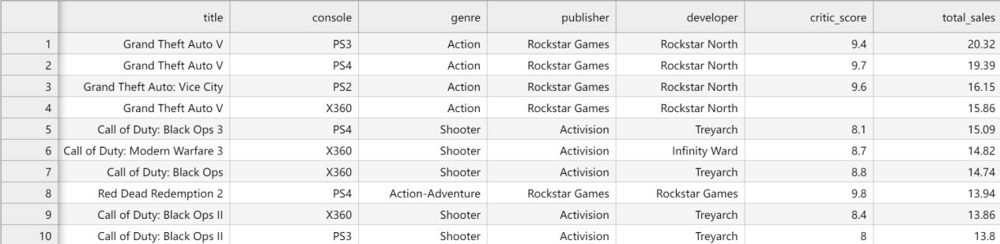 title console genre publisher developer critic_score total_sales
1 Grand Theft Auto V PS3 Action Rockstar Games Rockstar North 9.4 20.32
2 Grand Theft Auto V PS4 Action Rockstar Games Rockstar North 9.7 19.39
3 Grand Theft Auto: Vice City PS2 Action Rockstar Games Rockstar North 9.6 16.15
4 Grand Theft Auto V X360 Action Rockstar Games Rockstar North 15.86
5 Call of Duty: Black Ops 3 PS4 Shooter Activision Treyarch 8.1 15.09
6 Call of Duty: Modern Warfare 3 X360 Shooter Activision Infinity Ward 8.7 14.82
7 Call of Duty: Black Ops X360 Shooter Activision Treyarch 8.8 14.74
8 Red Dead Redemption 2 PS4 Action-Adventure Rockstar Games Rockstar Games 9.8 13.94
9 Call of Duty: Black Ops II X360 Shooter Activision Treyarch 8.4 13.86
10 Call of Duty: Black Ops II PS3 Shooter Activision Treyarch 8 13.8